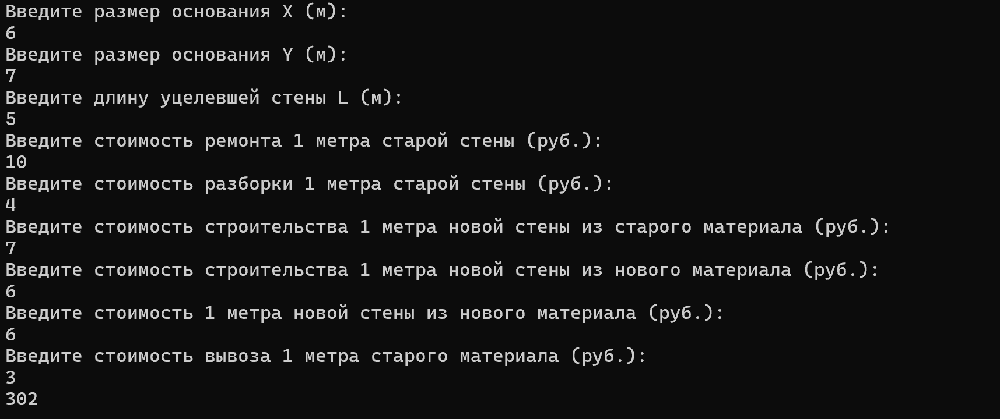 Введите размер основания X (м):
6
Введите размер основания Y (м):
7
Введите длину уцелевшей стены L (м):
5
Введите стоимость ремонта 1 метра старой стены (руб.):
10
Введите стоимость разборки 1 метра старой стены (руб.):
4
Введите стоимость строительства 1 метра новой стены из старого материала (руб.):
7
Введите стоимость строительства 1 метра новой стены из нового материала (руб.):
6
Введите стоимость 1 метра новой стены из нового материала (руб.):
6
Введите стоимость вывоза 1 метра старого материала (руб.):
3
302